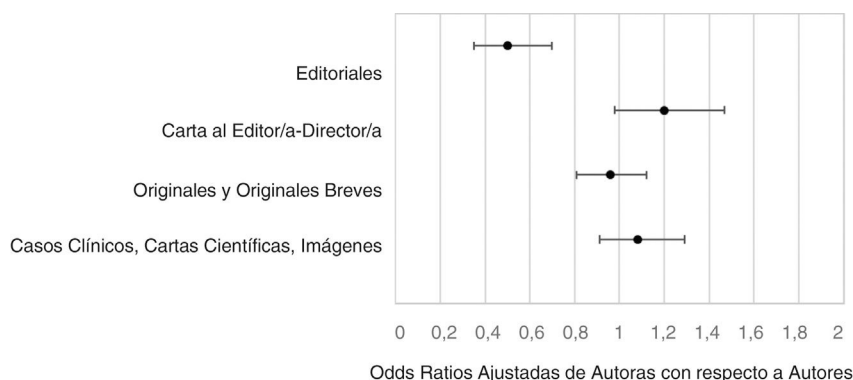 Editoriales
Carta al Editor/a-Director/a
Originales y Originales Breves
Casos Clínicos, Cartas Científicas, Imágenes
0 0,2 0,4 0,6 0,8 1 1,2 1,4 1,6 1,8 2
Odds Ratios Ajustadas de Autoras con respecto a Autores